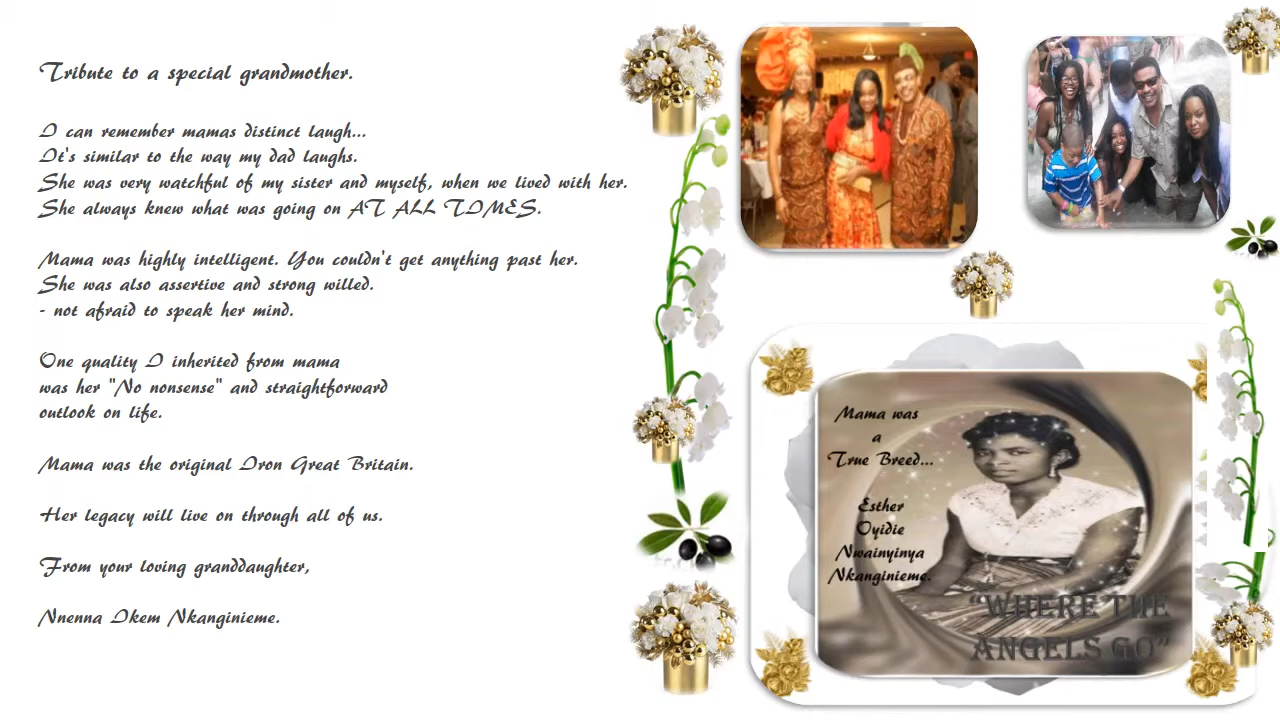 Tribute to a special grandmother.
I can remember mamas distinct laugh...
It's similar to the way my dad laughs.
She was very watchful of my sister and myself, when we lived with her.
She always knew what was going on AT ALL TIMES.
Mama was highly intelligent. You couldn't get anything past her.
She was also assertive and strong willed.
- not afraid to speak her mind.
One quality I inherited from mama
was her "No nonsense" and straightforward
outlook on life.
Mama was the original Iron Great Britain.
Her legacy will live on through all of us.
From your loving granddaughter,
Nnenna Ikem Nkanginieme.
Mama was
a
True Breed...
Esther
Oyidie
Nwainyinya
Nkanginieme.
“WHERE THE
ANGELS GO”